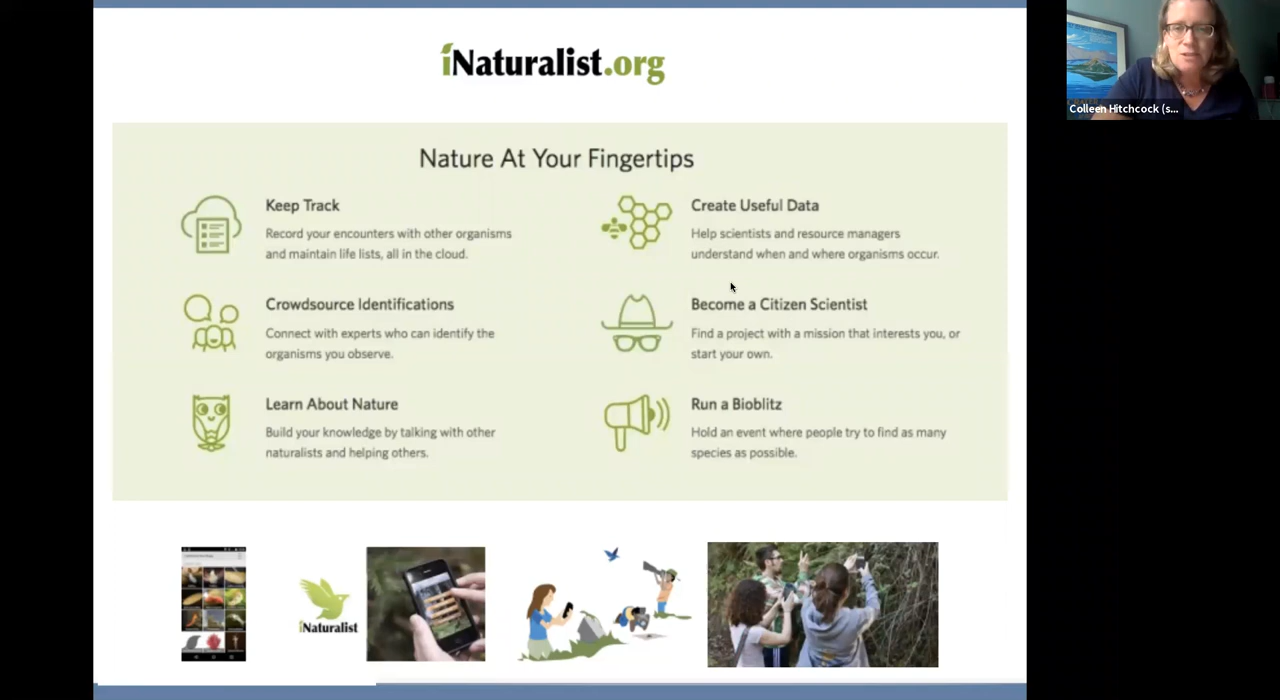 iNaturalist.org
Nature At Your Fingertips
Keep Track
Record your encounters with other organisms
and maintain life lists, all in the cloud.
Crowdsource Identifications
Connect with experts who can identify the
organisms you observe.
Learn About Nature
Build your knowledge by talking with other
naturalists and helping others.
Create Useful Data
Help scientists and resource managers
understand when and where organisms occur.
Become a Citizen Scientist
Find a project with a mission that interests you, or
start your own.
Run a Bioblitz
Hold an event where people try to find as many
species as possible.
iNaturalist
Colleen Hitchcock (s...